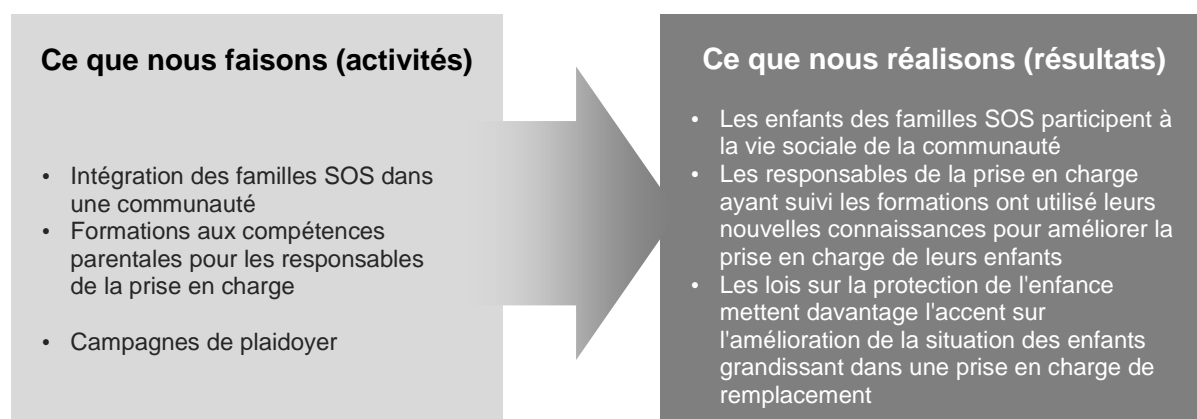 Ce que nous faisons (activités)
• Intégration des familles SOS dans
une communauté
• Formations aux compétences
parentales pour les responsables
de la prise en charge
• Campagnes de plaidoyer
Ce que nous réalisons (résultats)
• Les enfants des familles SOS participent à
la vie sociale de la communauté
• Les responsables de la prise en charge
ayant suivi les formations ont utilisé leurs
nouvelles connaissances pour améliorer la
prise en charge de leurs enfants
• Les lois sur la protection de l'enfance
mettent davantage l'accent sur
l'amélioration de la situation des enfants
grandissant dans une prise en charge de
remplacement